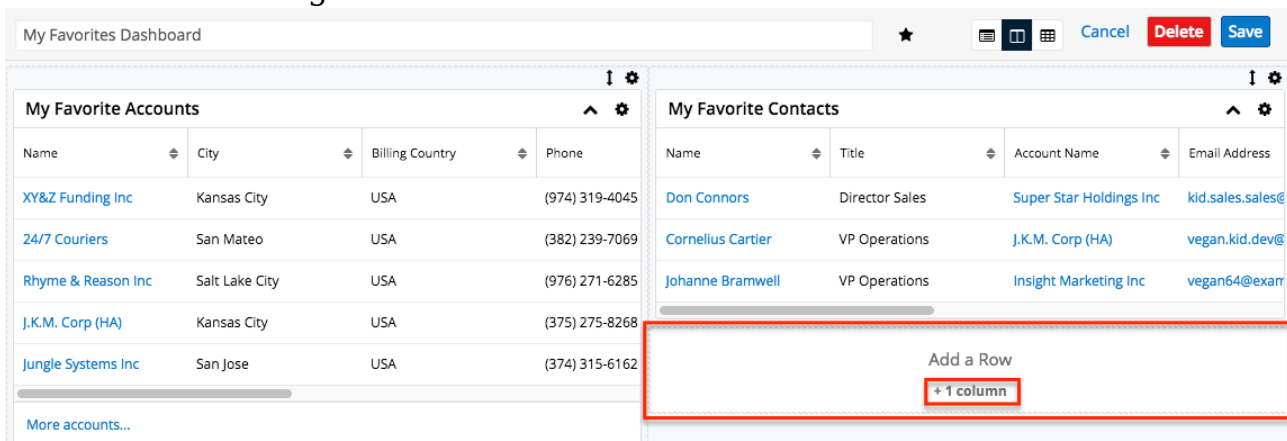 My Favorites Dashboard Cancel Delete Save
My Favorite Accounts
Name City Billing Country Phone
XY&Z Funding Inc Kansas City USA (974) 319-4045
24/7 Couriers San Mateo USA (382) 239-7069
Rhyme & Reason Inc Salt Lake City USA (976) 271-6285
J.K.M. Corp (HA) Kansas City USA (375) 275-8268
Jungle Systems Inc San Jose USA (374) 315-6162
More accounts...
My Favorite Contacts
Name Title Account Name Email Address
Don Connors Director Sales Super Star Holdings Inc kid.sales.sales@
Cornelius Cartier VP Operations J.K.M. Corp (HA) vegan.kid.dev@
Johanne Bramwell VP Operations Insight Marketing Inc vegan64@exam
Add a Row
+ 1 column